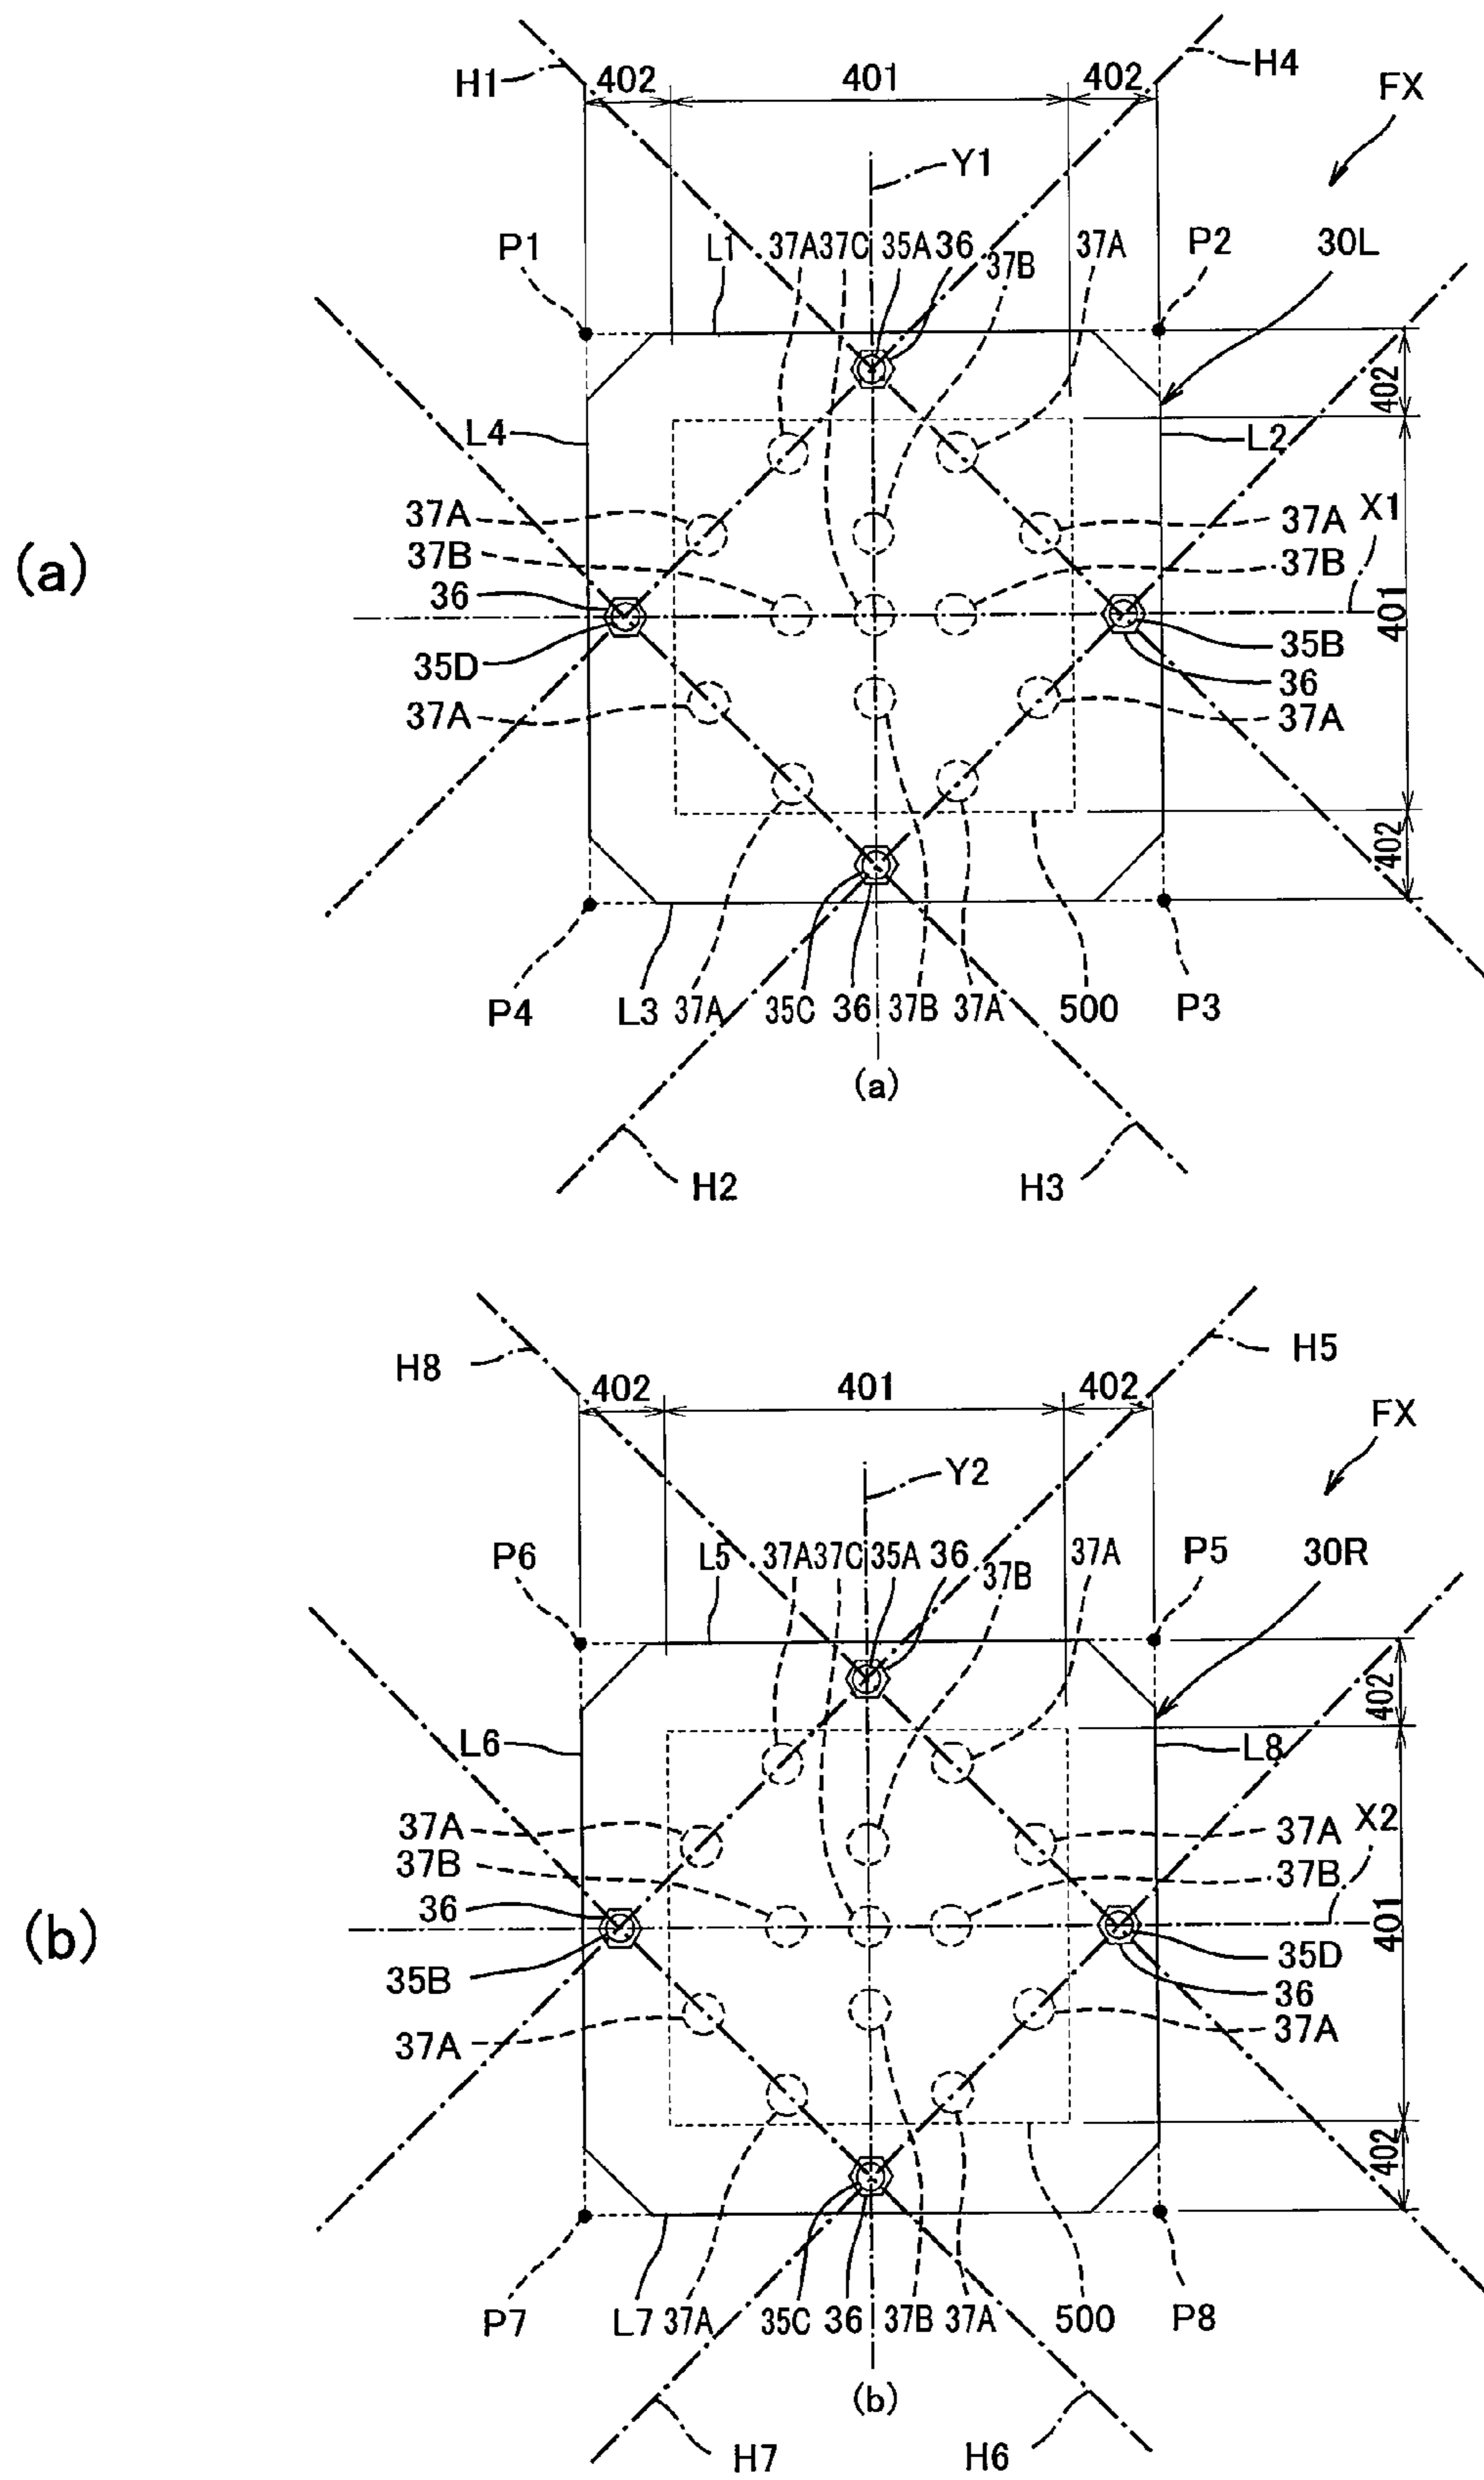 H1
402
401
402
H4
FX
Y1
P1
L1
37A
37C
35A
36
37B
37A
P2
30L
402
L4
L2
37A
37A
X1
37B
37B
(a)
36
401
35B
35D
36
37A
37A
402
P4
L3
37A
35C
36
37B
37A
500
P3
(a)
H2
H3
H8
402
401
402
H5
FX
Y2
P6
L5
37A
37C
35A
36
37B
37A
P5
30R
402
L6
L8
37A
37A
X2
37B
37B
36
401
(b)
35D
35B
36
37A
37A
402
P7
L7
37A
35C
36
37B
37A
500
P8
(b)
H7
H6